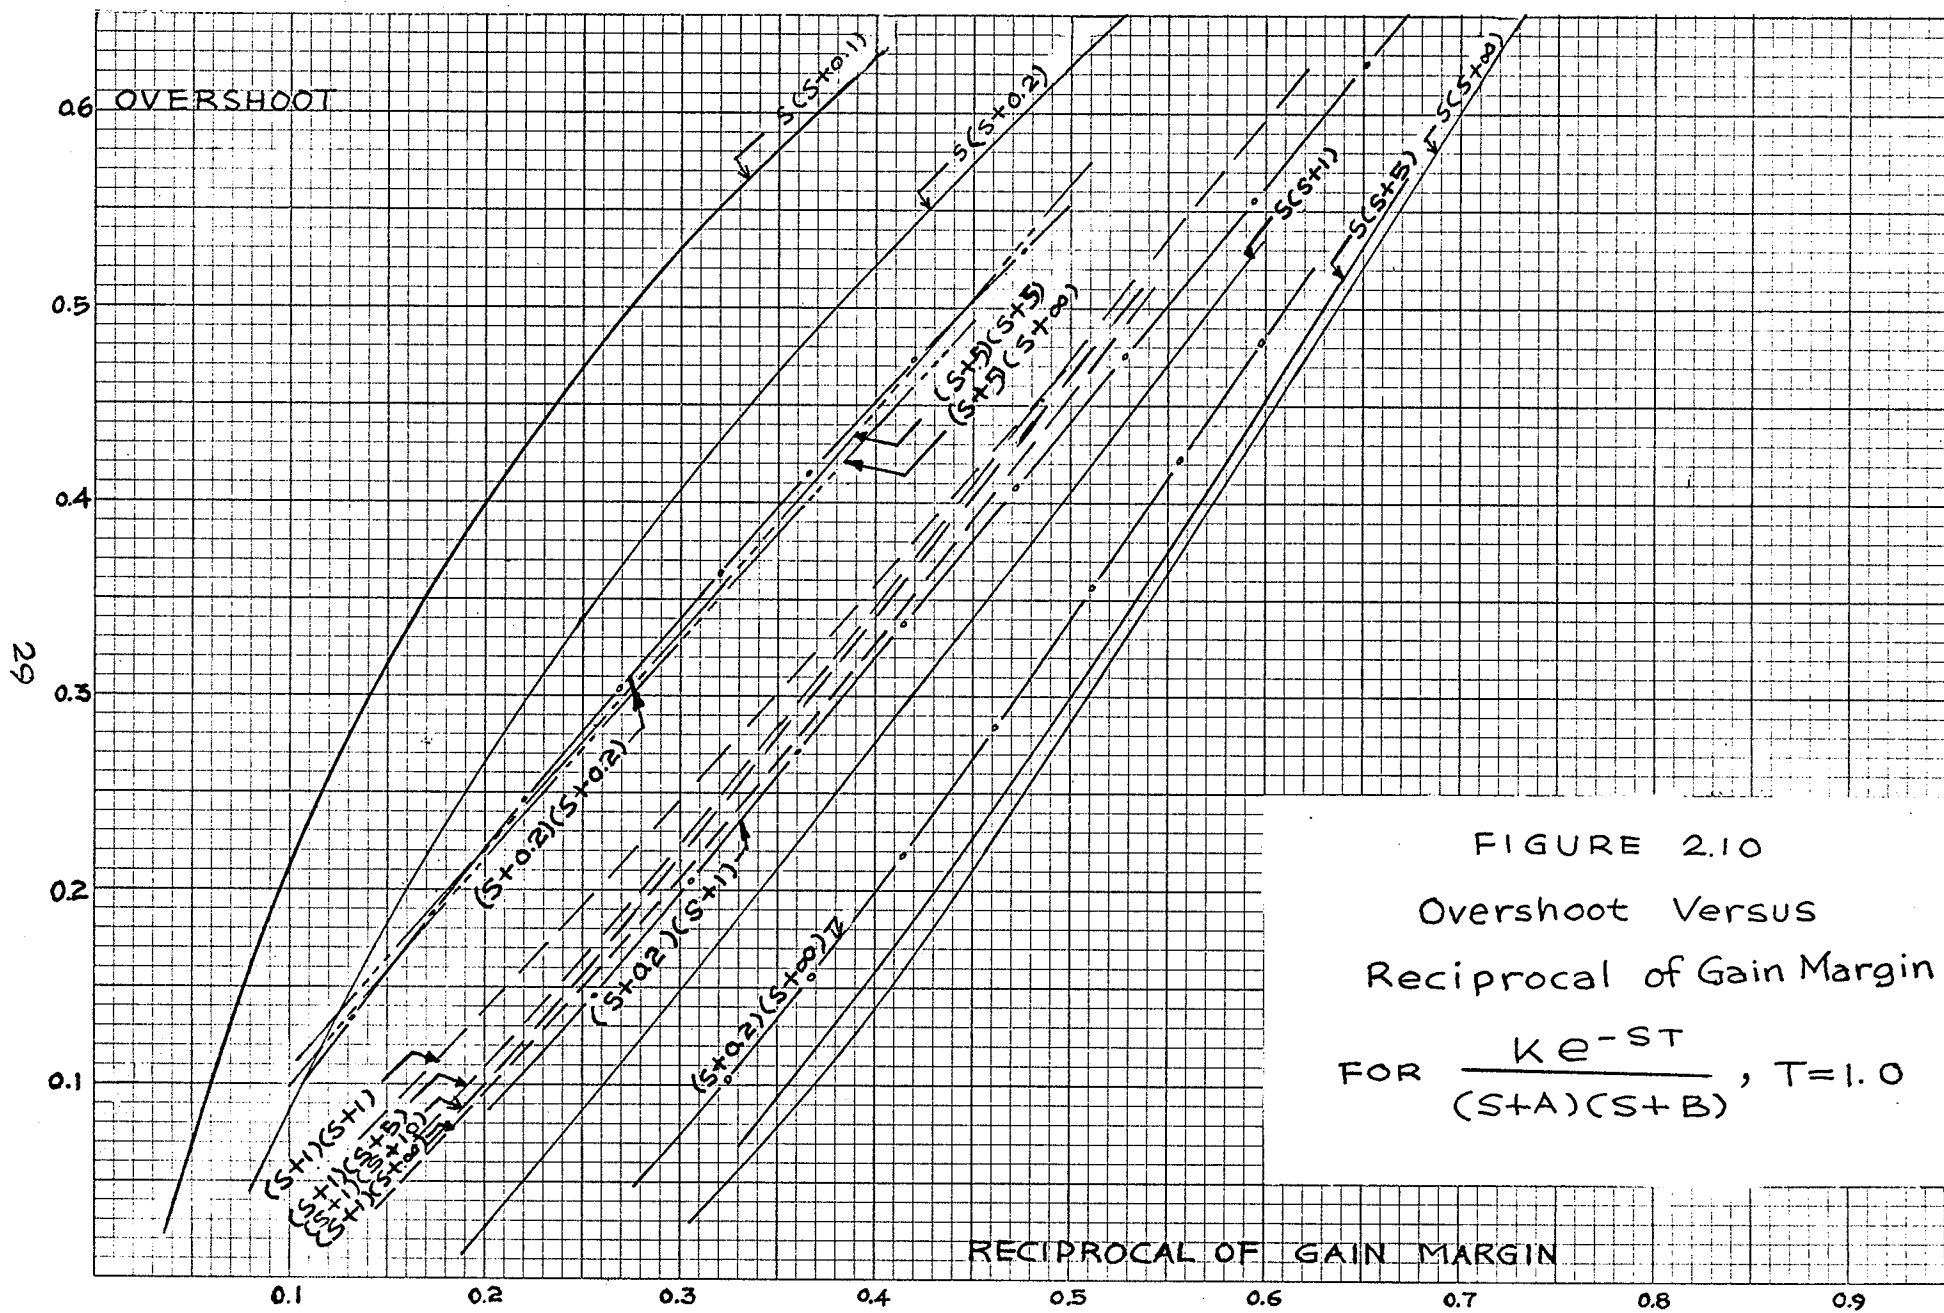 OVERSHOOT
0.6
0.5
0.4
0.3
0.2
0.1
S(S+0.1)
S(S+0.2)
S(S+1)
S(S+5)
S(S+∞)
(S+5)(S+5)
(S+5)(S+∞)
(S+0.2)(S+0.2)
(S+0.2)(S+1)
(S+0.2)(S+∞)
(S+1)(S+1)
(S+1)(S+5)
(S+1)(S+10)
(S+1)(S+∞)
29
FIGURE 2.10
Overshoot Versus
Reciprocal of Gain Margin
FOR Ke^-ST / (S+A)(S+B) , T=1.0
RECIPROCAL OF GAIN MARGIN
0.1 0.2 0.3 0.4 0.5 0.6 0.7 0.8 0.9